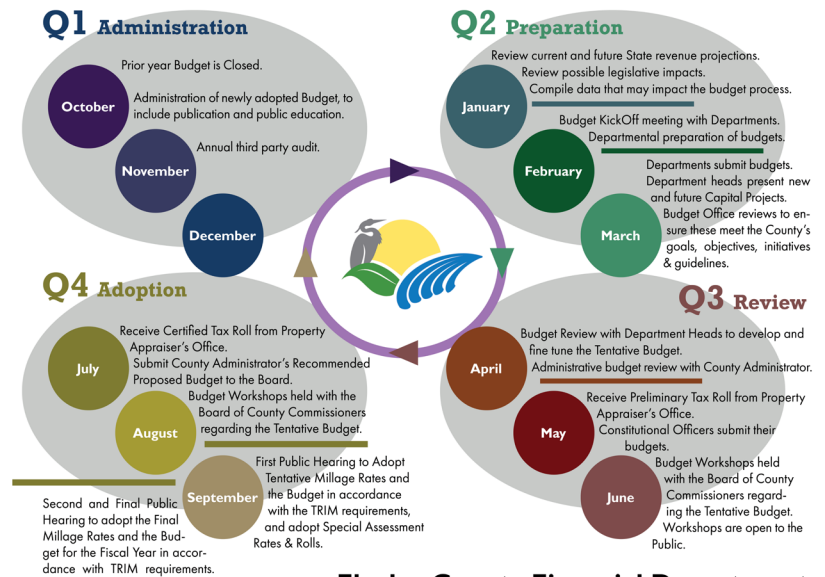 Q1 Administration
Prior year Budget is Closed.
October
Administration of newly adopted Budget, to
include publication and public education.
Annual third party audit.
November
December
Q2 Preparation
Review current and future State revenue projections.
Review possible legislative impacts.
Compile data that may impact the budget process.
January
Budget KickOff meeting with Departments.
Departmental preparation of budgets.
February
Departments submit budgets.
Department heads present new
and future Capital Projects.
Budget Office reviews to en-
sure these meet the County's
goals, objectives, initiatives
& guidelines.
March
Q3 Review
Budget Review with Department Heads to develop and
fine tune the Tentative Budget.
Administrative budget review with County Administrator.
April
Receive Preliminary Tax Roll from Property
Appraiser's Office.
Constitutional Officers submit their
budgets.
May
Budget Workshops held
with the Board of County
Commissioners regard-
ing the Tentative Budget.
Workshops are open to the
Public.
June
Q4 Adoption
Receive Certified Tax Roll from Property
Appraiser's Office.
Submit County Administrator's Recommended
Proposed Budget to the Board.
July
Budget Workshops held with the
Board of County Commissioners
regarding the Tentative Budget.
August
First Public Hearing to Adopt
Tentative Millage Rates and
the Budget in accordance
with the TRIM requirements,
and adopt Special Assessment
Rates & Rolls.
September
Second and Final Public
Hearing to adopt the Final
Millage Rates and the Bud-
get for the Fiscal Year in accor-
dance with TRIM requirements.